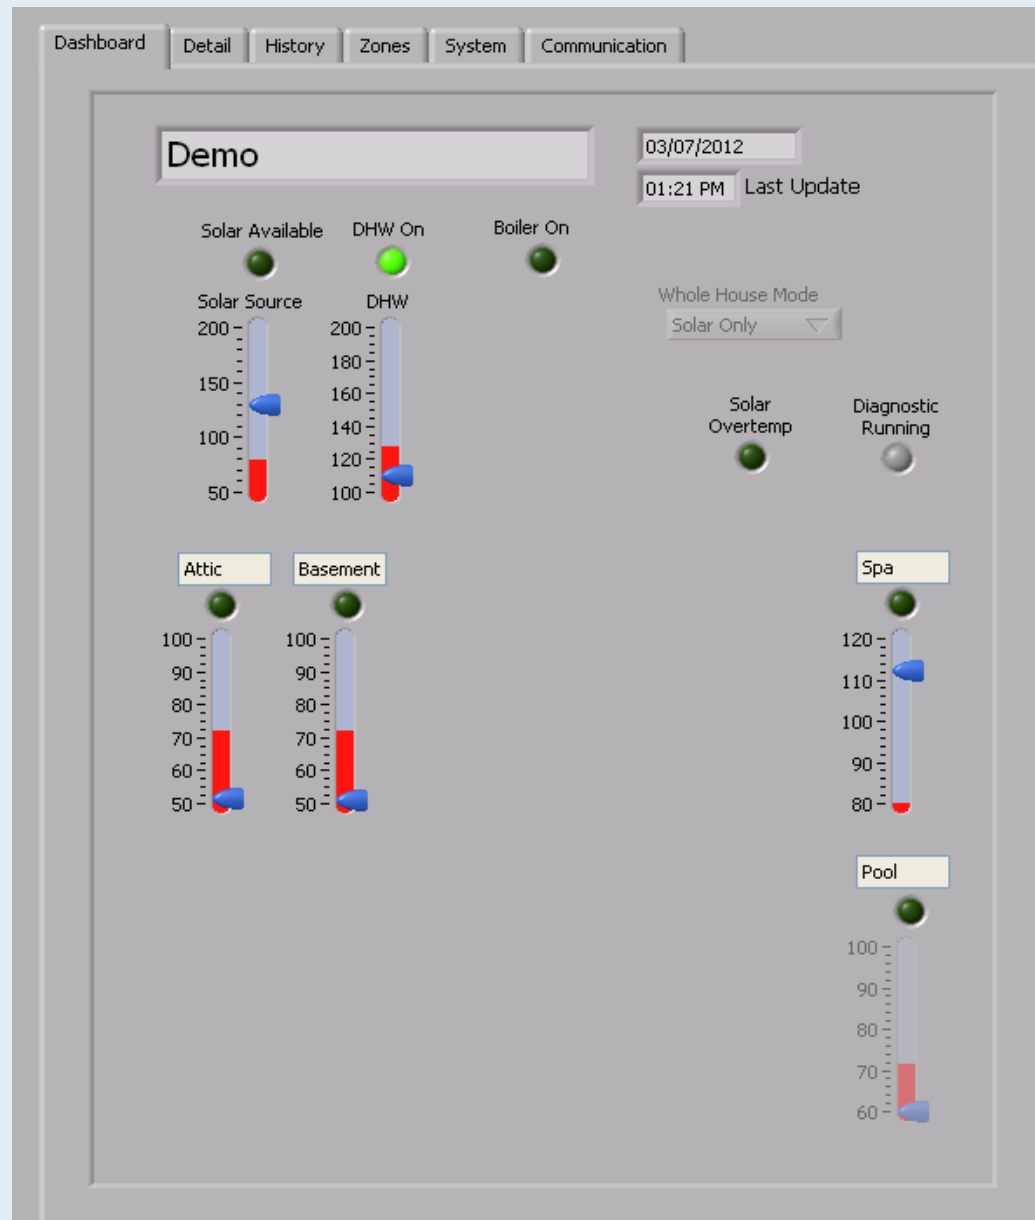 Dashboard Detail History Zones System Communication
Demo
03/07/2012
01:21 PM Last Update
Solar Available DHW On Boiler On
Solar Source DHW
Whole House Mode
Solar Only
200 200
180
150 160
140
100 120
50 100
Solar
Overtemp
Diagnostic
Running
Attic Basement Spa
100 100 120
90 90 110
80 80
70 70 100
60 60 90
50 50 80
Pool
100
90
80
70
60